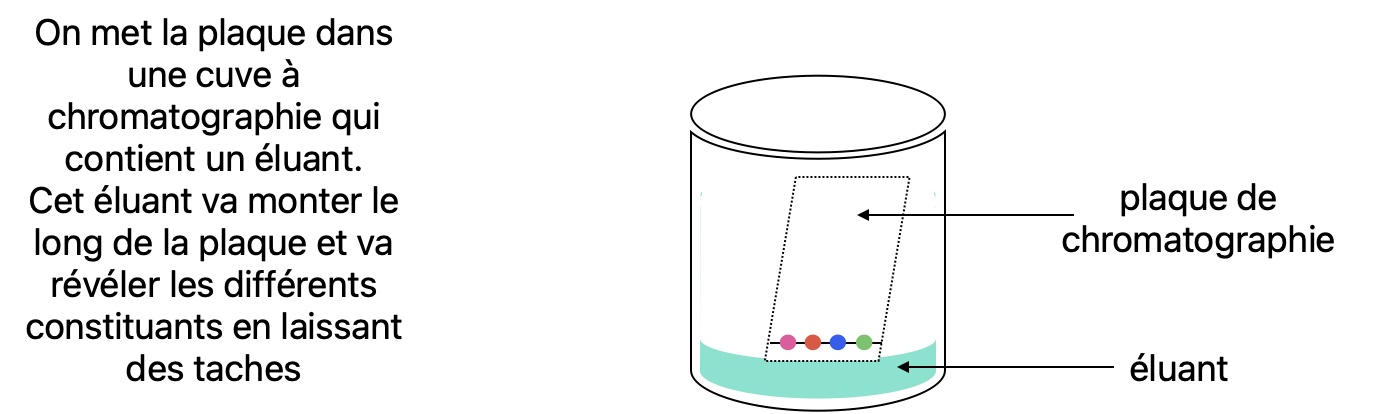 On met la plaque dans
une cuve à
chromatographie qui
contient un éluant.
Cet éluant va monter le
long de la plaque et va
révéler les différents
constituants en laissant
des taches
plaque de
chromatographie
éluant